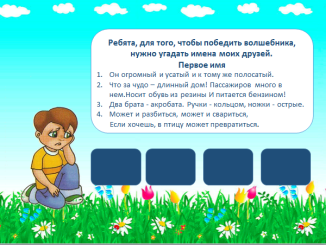 Ребята, для того, чтобы победить волшебника,
нужно угадать имена моих друзей.
Первое имя
1. Он огромный и усатый и к тому же полосатый.
2. Что за чудо – длинный дом! Пассажиров много в
нем.Носит обувь из резины И питается бензином!
3. Два брата - акробата. Ручки - кольцом, ножки - острые.
4. Может и разбиться, может и свариться,
Если хочешь, в птицу может превратиться.